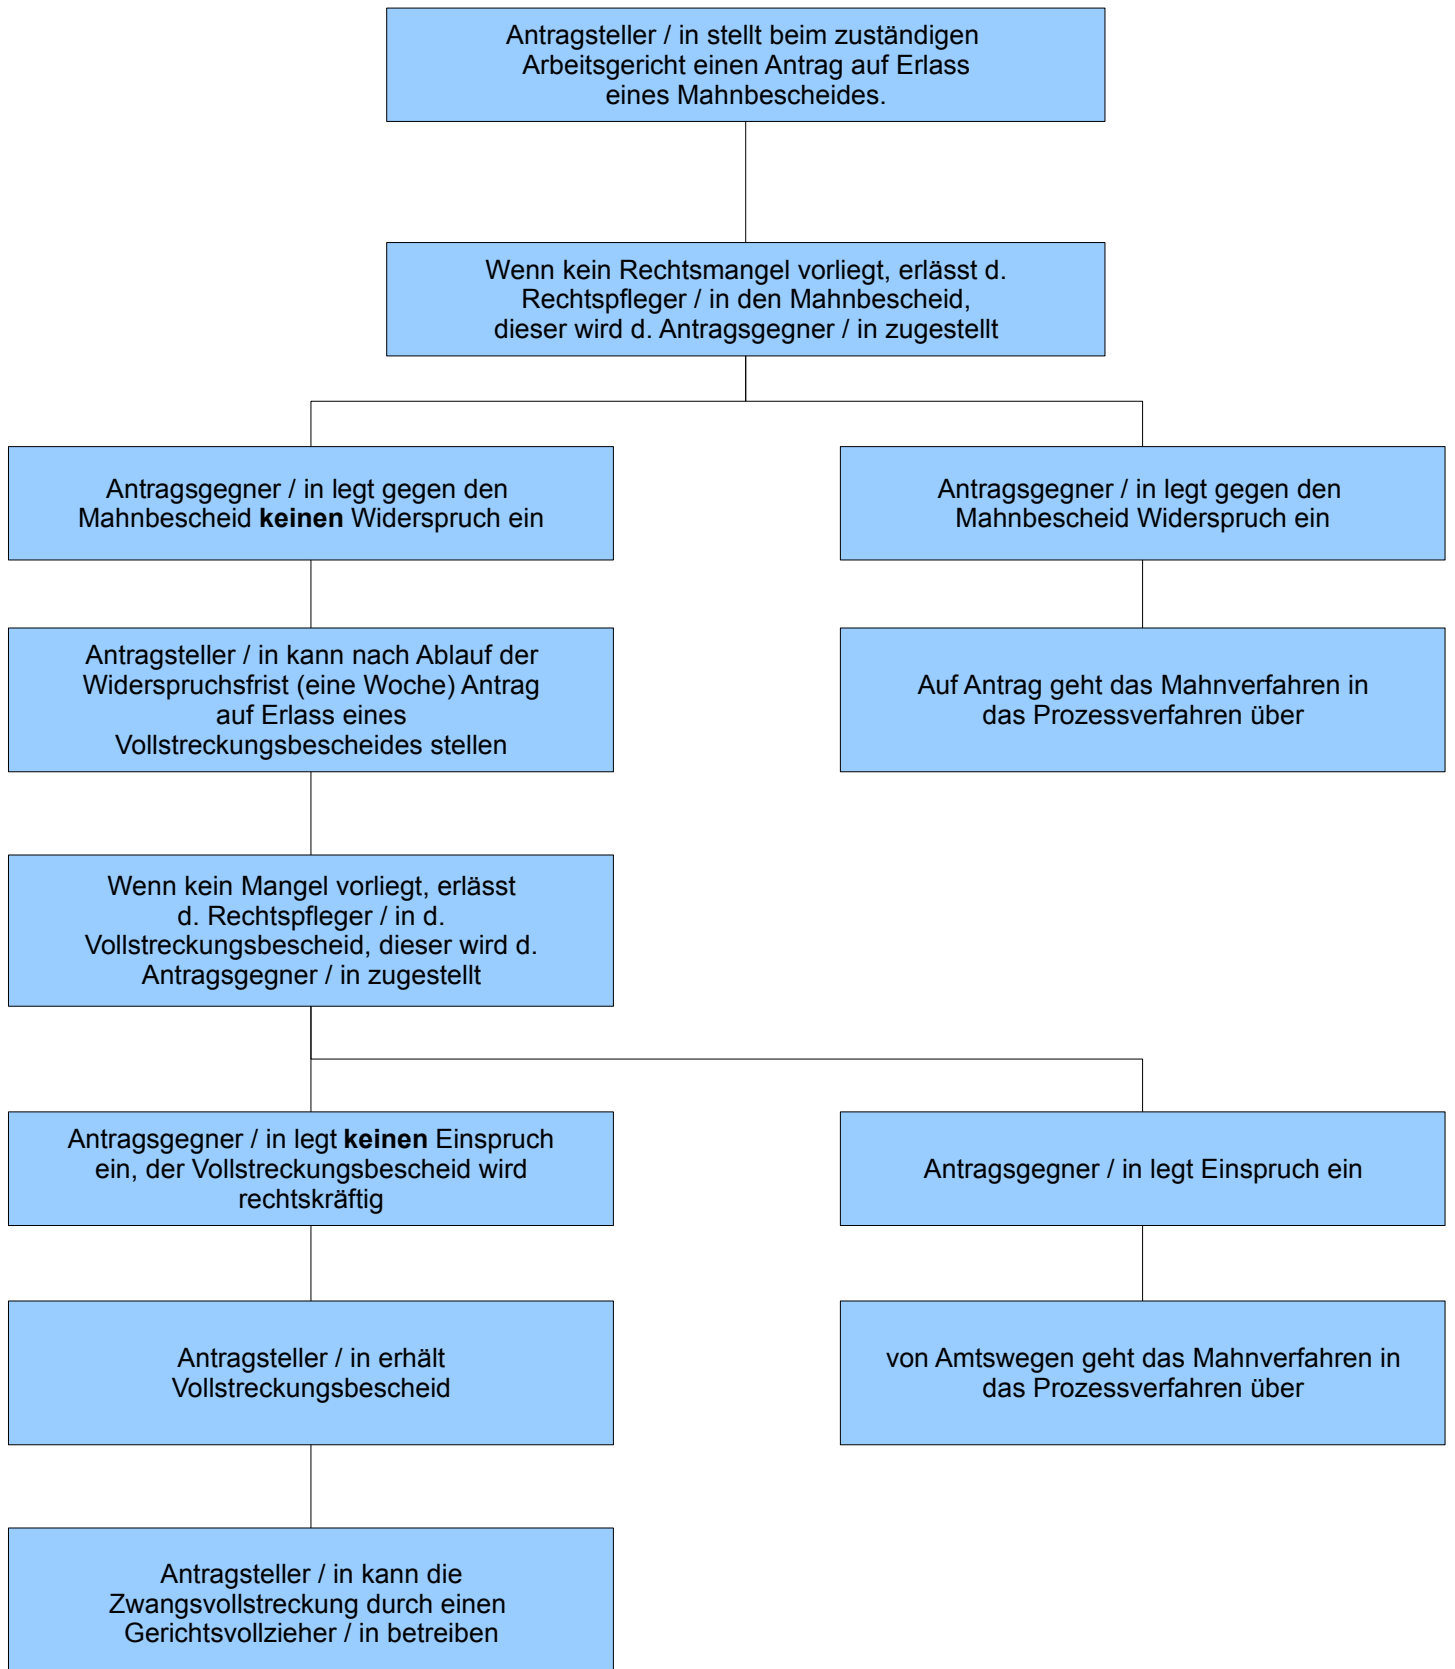 Antragsteller / in stellt beim zuständigen
Arbeitsgericht einen Antrag auf Erlass
eines Mahnbescheides.
Wenn kein Rechtsmangel vorliegt, erlässt d.
Rechtspfleger / in den Mahnbescheid,
dieser wird d. Antragsgegner / in zugestellt
Antragsgegner / in legt gegen den
Mahnbescheid keinen Widerspruch ein
Antragsgegner / in legt gegen den
Mahnbescheid Widerspruch ein
Antragsteller / in kann nach Ablauf der
Widerspruchsfrist (eine Woche) Antrag
auf Erlass eines
Vollstreckungsbescheides stellen
Auf Antrag geht das Mahnverfahren in
das Prozessverfahren über
Wenn kein Mangel vorliegt, erlässt
d. Rechtspfleger / in d.
Vollstreckungsbescheid, dieser wird d.
Antragsgegner / in zugestellt
Antragsgegner / in legt keinen Einspruch
ein, der Vollstreckungsbescheid wird
rechtskräftig
Antragsgegner / in legt Einspruch ein
Antragsteller / in erhält
Vollstreckungsbescheid
von Amtswegen geht das Mahnverfahren in
das Prozessverfahren über
Antragsteller / in kann die
Zwangsvollstreckung durch einen
Gerichtsvollzieher / in betreiben